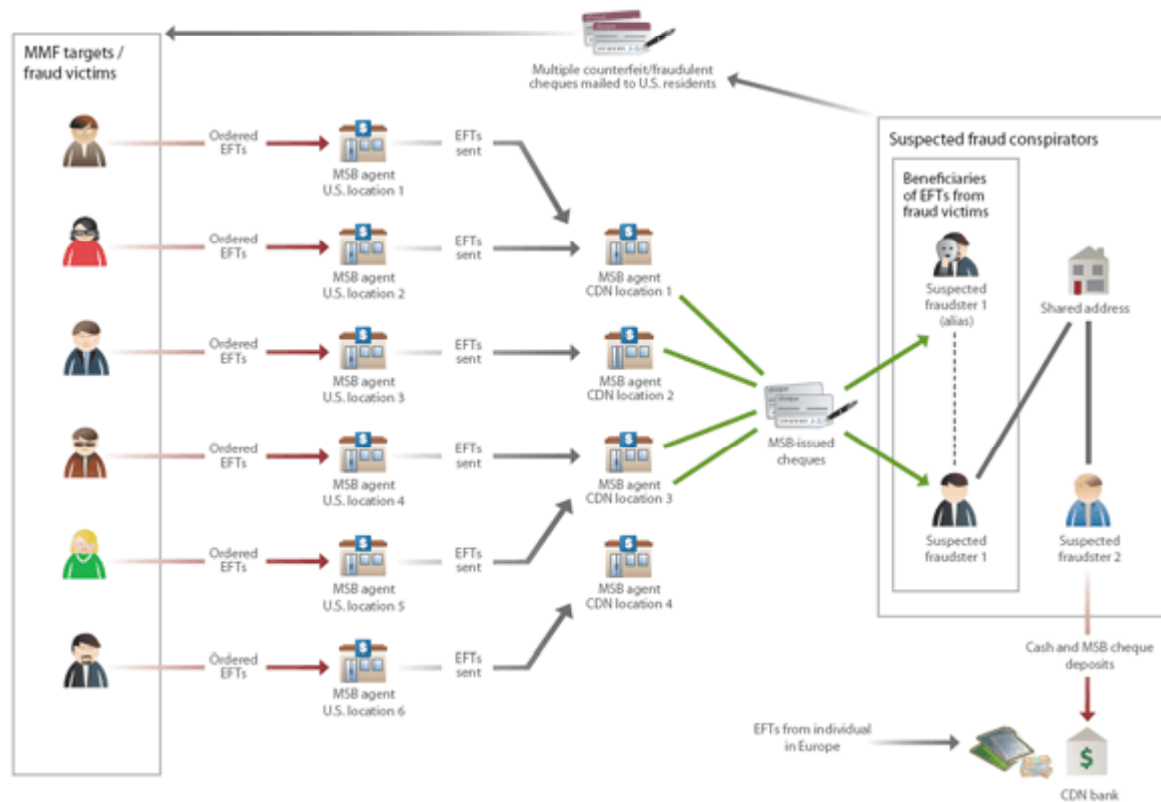 MMF targets /
fraud victims
Multiple counterfeit/fraudulent
cheques mailed to U.S. residents
Suspected fraud conspirators
Beneficiaries
of EFTs from
fraud victims
Suspected
fraudster 1
(alias)
Shared address
Suspected
fraudster 1
Suspected
fraudster 2
Ordered
EFTs
MSB agent
U.S. location 1
EFTs
sent
Ordered
EFTs
MSB agent
U.S. location 2
EFTs
sent
MSB agent
CDN location 1
Ordered
EFTs
MSB agent
U.S. location 3
EFTs
sent
MSB agent
CDN location 2
MSB-issued
cheques
Ordered
EFTs
MSB agent
U.S. location 4
EFTs
sent
MSB agent
CDN location 3
Ordered
EFTs
MSB agent
U.S. location 5
EFTs
sent
MSB agent
CDN location 4
Ordered
EFTs
MSB agent
U.S. location 6
EFTs
sent
Cash and MSB cheque
deposits
EFTs from individual
in Europe
CDN bank